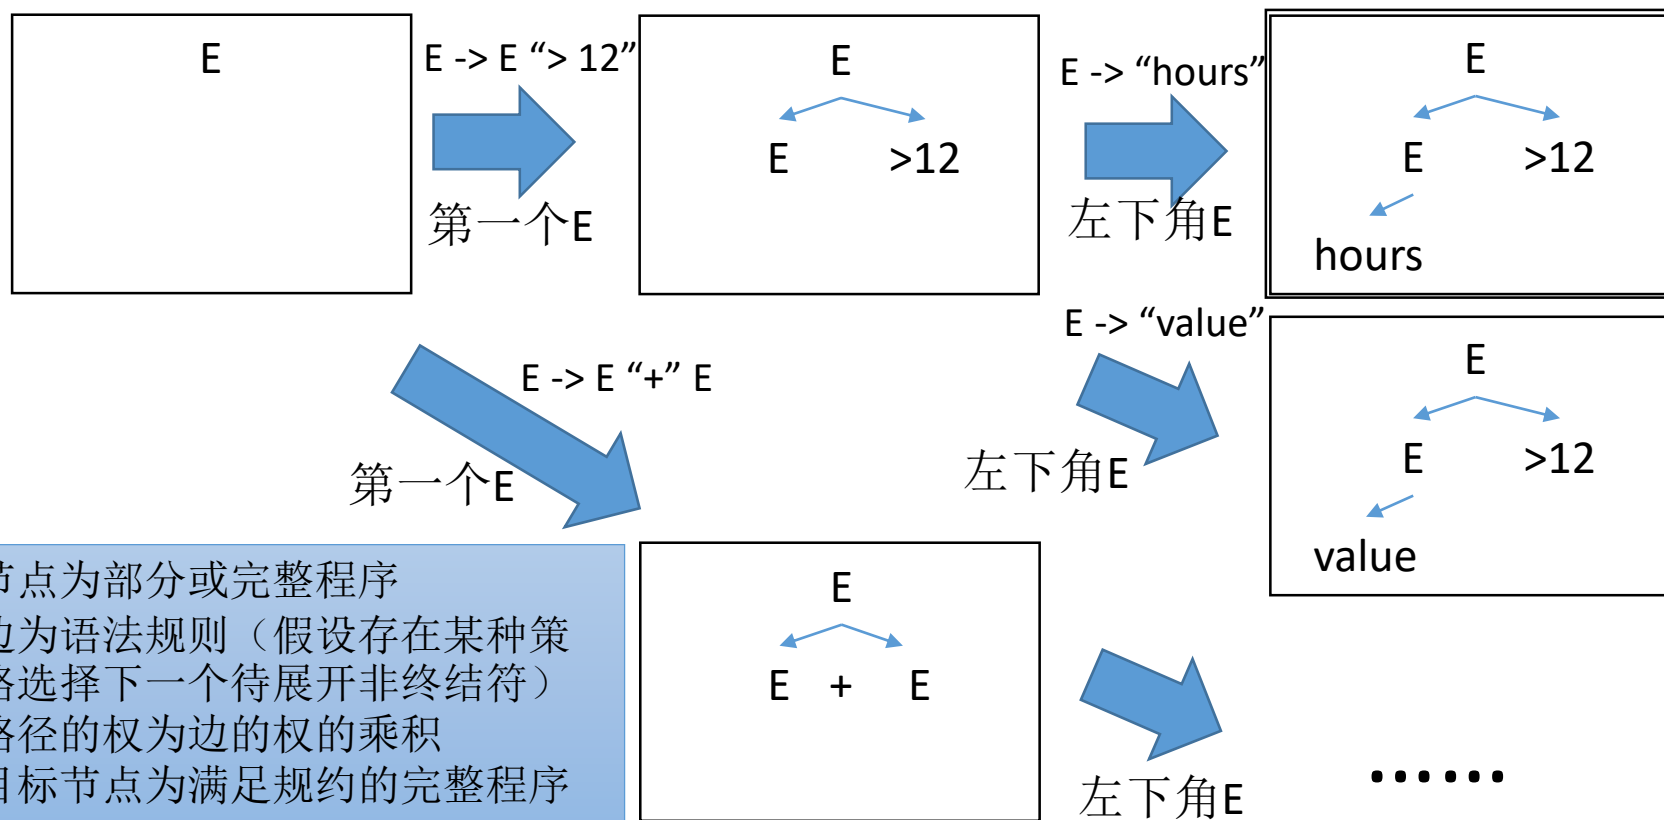 E
E -> E “> 12”
第一个E
E
E >12
E -> “hours”
左下角E
E
E >12
hours
E -> “value”
左下角E
E
E >12
value
E -> E “+” E
第一个E
E
E + E
左下角E
……
节点为部分或完整程序
边为语法规则（假设存在某种策
略选择下一个待展开非终结符）
路径的权为边的权的乘积
目标节点为满足规约的完整程序